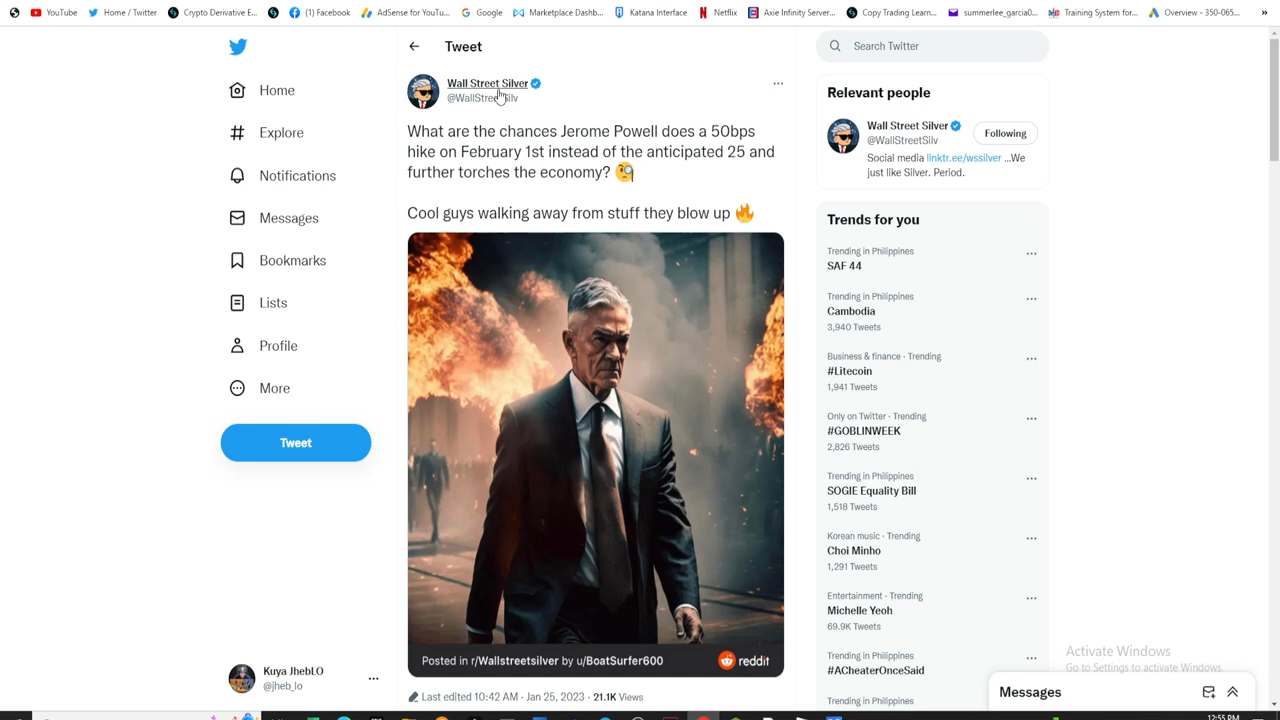 YouTube
Home / Twitter
Crypto Derivative E...
(1) Facebook
AdSense for YouTu...
Google
Marketplace Dashb...
Katana Interface
Netflix
Axie Infinity Server...
Copy Trading Learn...
summerlee_garcia0...
Training System for...
Overview - 350-065...
»
Tweet
Search Twitter
Wall Street Silver
@WallStreetSilv
Home
Explore
Notifications
Messages
Bookmarks
Lists
Profile
More
Tweet
Kuya JhebI.O
@jheb_lo
What are the chances Jerome Powell does a 50bps
hike on February 1st instead of the anticipated 25 and
further torches the economy? 🧐
Cool guys walking away from stuff they blow up 🔥
Posted in r/Wallstreetsilver by u/BoatSurfer600
reddit
Last edited 10:42 AM · Jan 25, 2023 · 21.1K Views
Relevant people
Wall Street Silver
@WallStreetSilv
Following
Social media linktr.ee/wssilver ...We
just like Silver. Period.
Trends for you
Trending in Philippines
SAF 44
Trending in Philippines
Cambodia
3,940 Tweets
Business & finance · Trending
#Litecoin
1,941 Tweets
Only on Twitter · Trending
#GOBLINWEEK
2,826 Tweets
Trending in Philippines
SOGIE Equality Bill
1,518 Tweets
Korean music · Trending
Choi Minho
1,291 Tweets
Entertainment · Trending
Michelle Yeoh
69.9K Tweets
Trending in Philippines
#ACheaterOnceSaid
Trending in Philippines
Activate Windows
Go to Settings to activate Windows.
Messages
12:55 PM